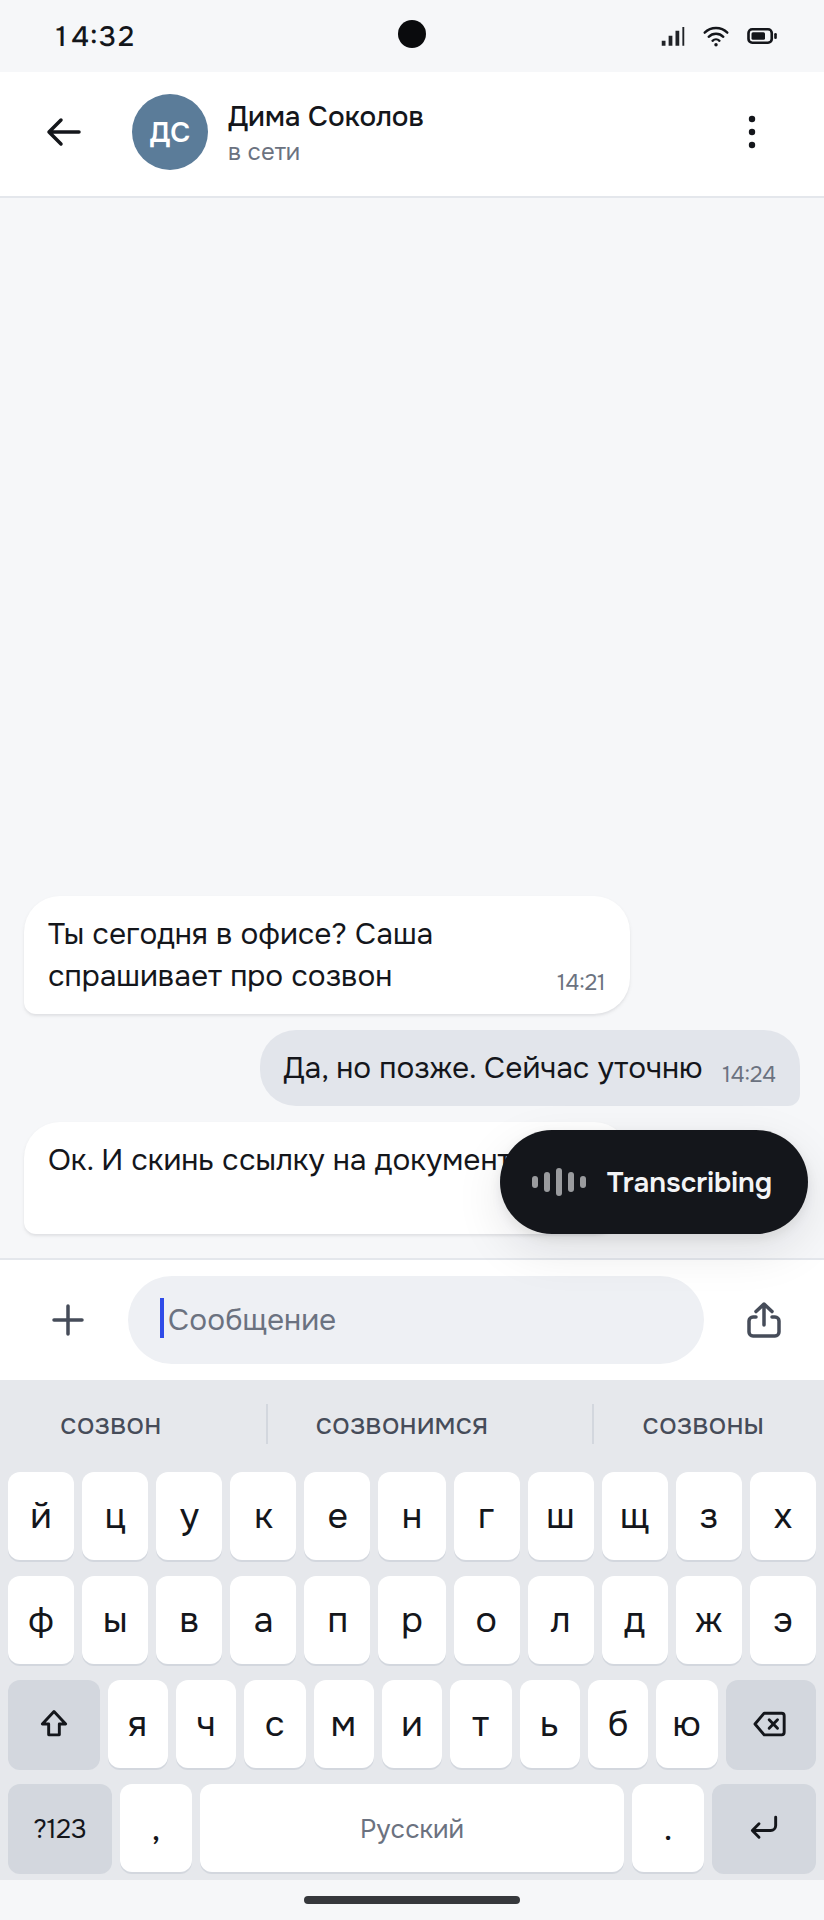 14:32
ДС
Дима Соколов
в сети
Ты сегодня в офисе? Саша
спрашивает про созвон
14:21
Да, но позже. Сейчас уточню
14:24
Ок. И скинь ссылку на документ
Transcribing
Сообщение
созвон созвонимся созвоны
й ц у к е н г ш щ з х
ф ы в а п р о л д ж э
я ч с м и т ь б ю
?123 , Русский .